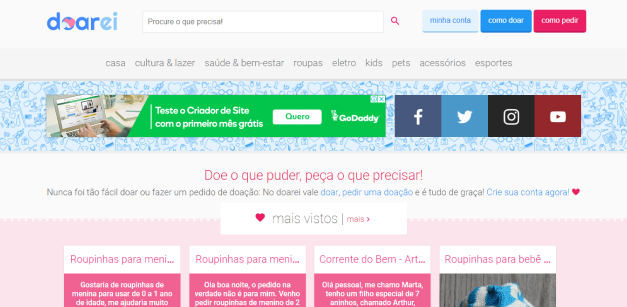 doarei
Procure o que precisa!
minha conta
como doar
como pedir
casa cultura & lazer saúde & bem-estar roupas eletro kids pets acessórios esportes
Teste o Criador de Site
com o primeiro mês grátis
Quero
GoDaddy
Doe o que puder, peça o que precisar!
Nunca foi tão fácil doar ou fazer um pedido de doação: No doarei vale doar, pedir uma doação e é tudo de graça! Crie sua conta agora!
mais vistos | mais >
Roupinhas para meni...
Gostaria de roupinhas de
menina para usar de 0 a 1 ano
de idade, me ajudaria muito
Roupinhas para meni...
Ola boa noite, o pedido na
verdade não é para mim. Venho
pedir roupinhas de menino de 2
Corrente do Bem - Art...
Olá pessoal, me chamo Marta,
tenho um filho especial de 7
aninhos, chamado Arthur,
Roupinhas para bebê ...